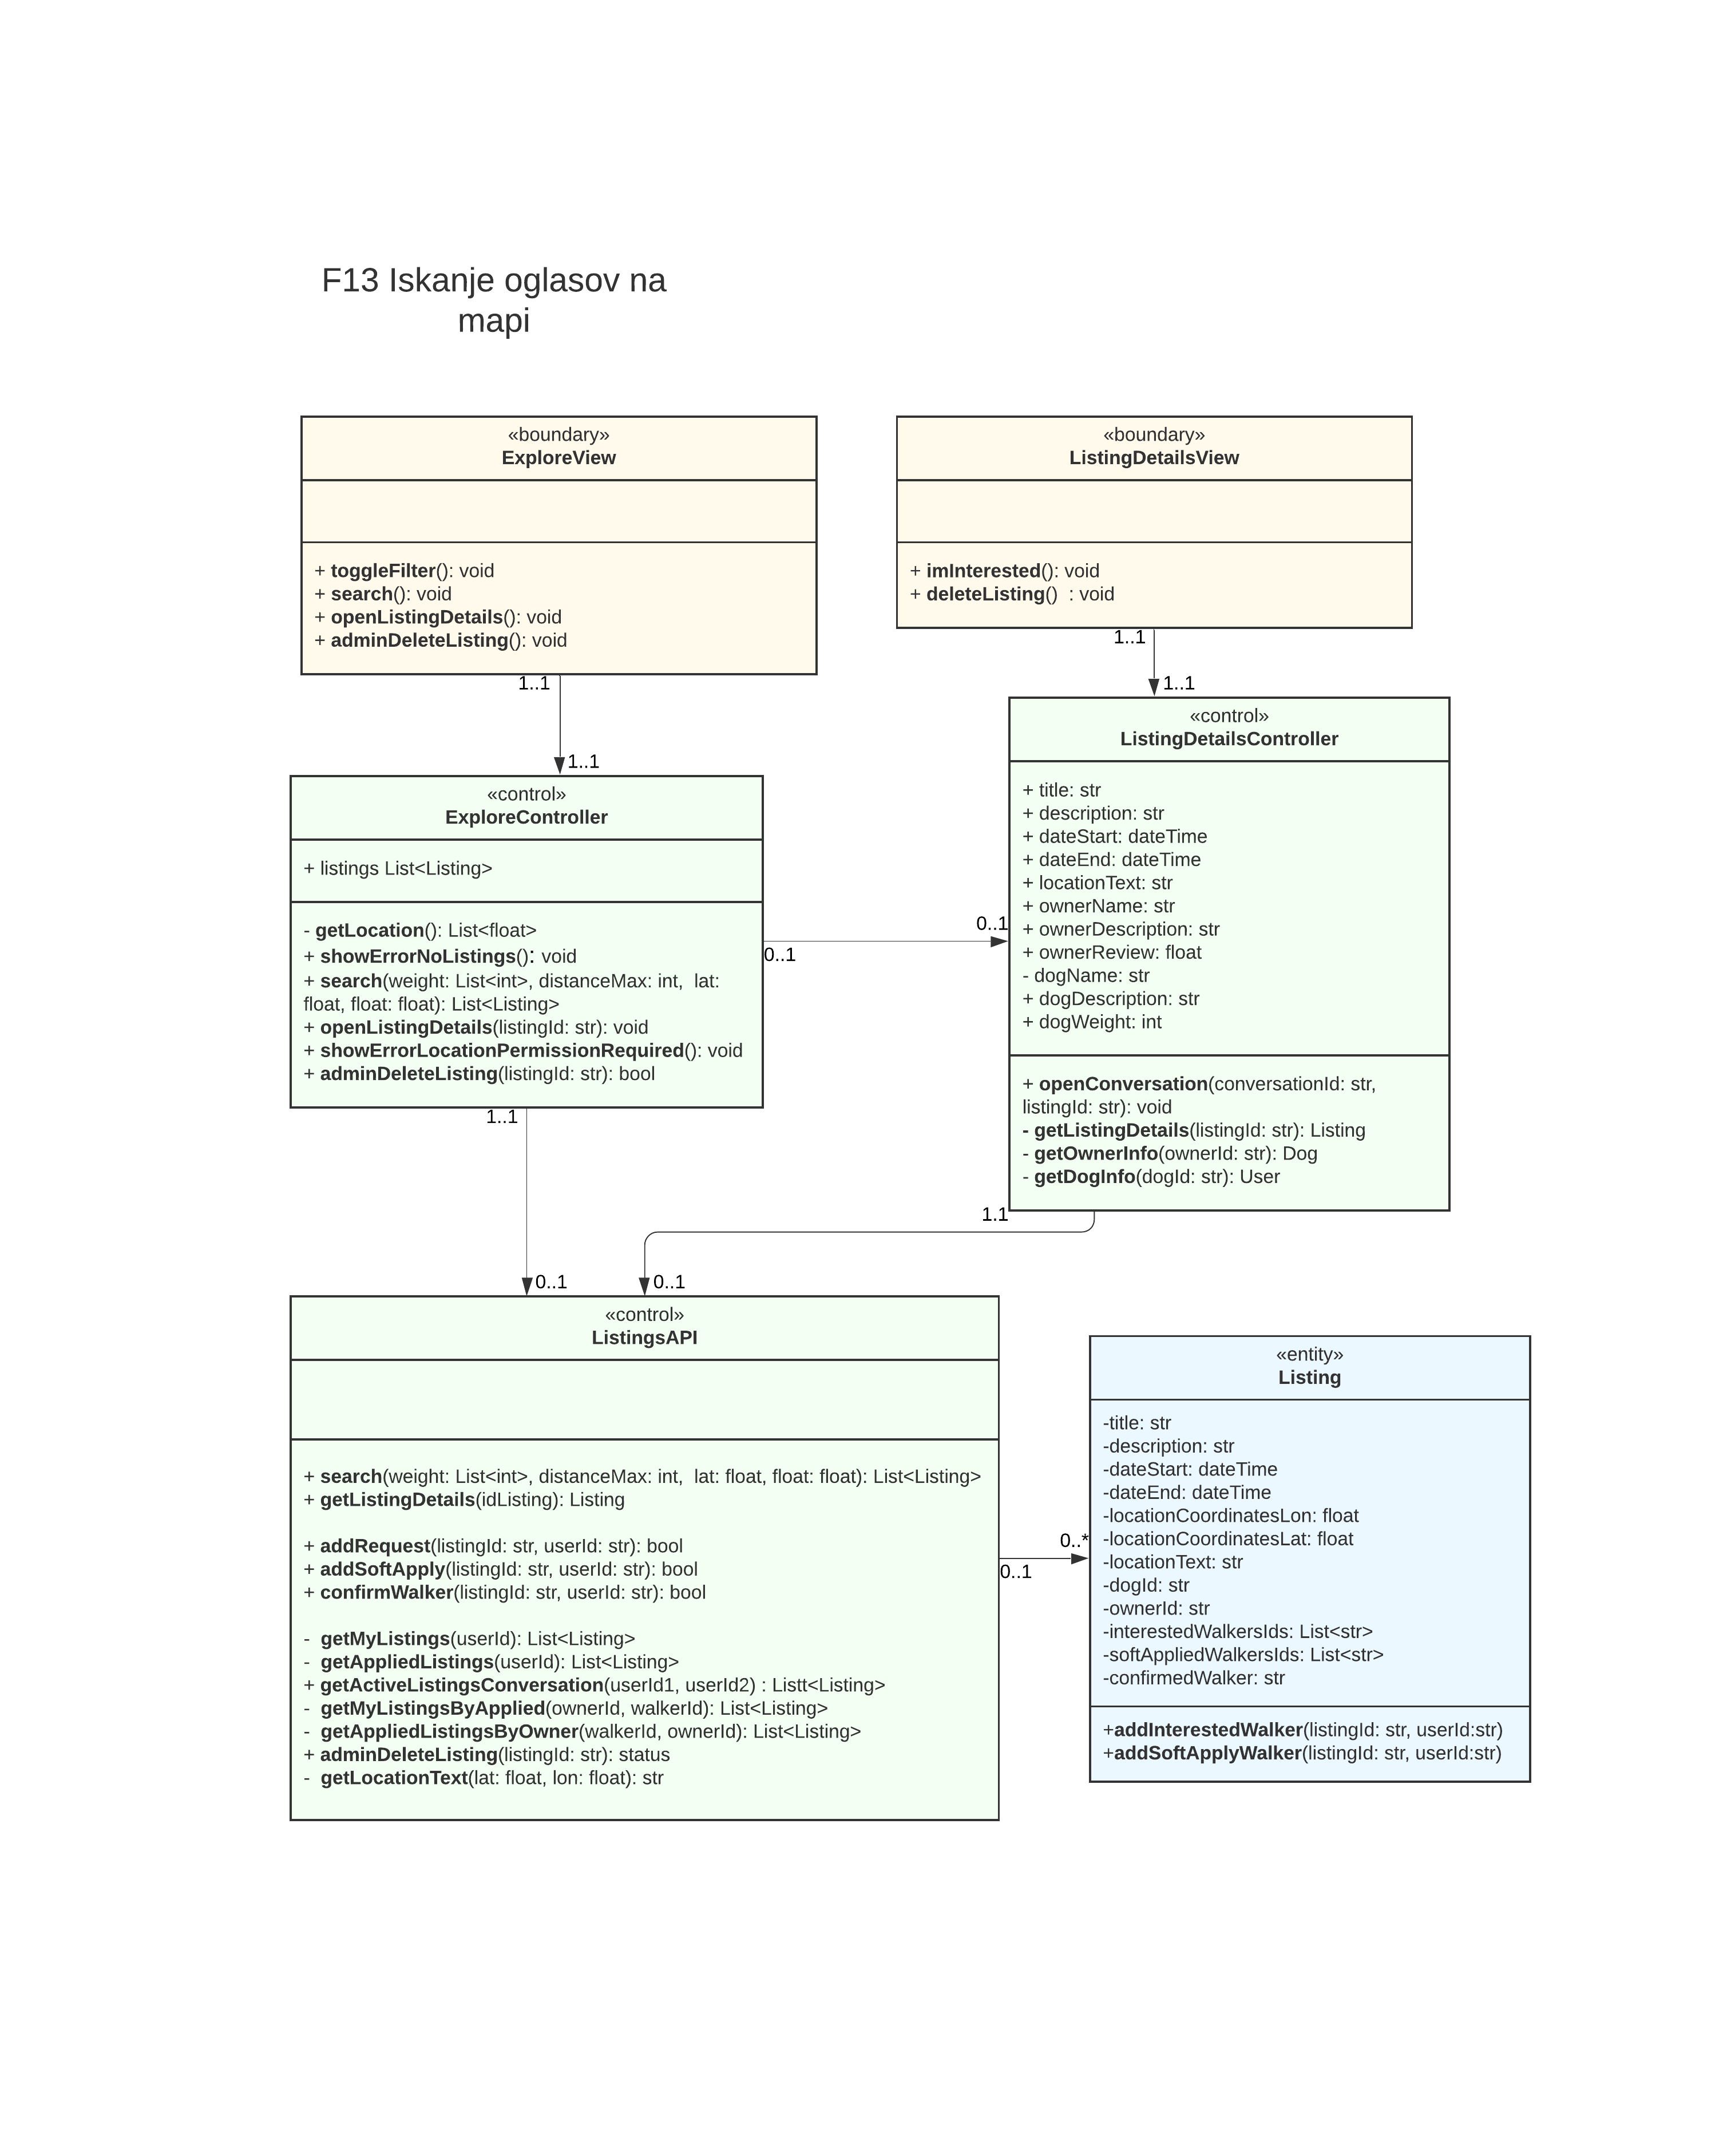 F13 Iskanje oglasov na
mapi
«boundary»
ExploreView
+ toggleFilter(): void
+ search(): void
+ openListingDetails(): void
+ adminDeleteListing(): void
«boundary»
ListingDetailsView
+ imInterested(): void
+ deleteListing()  : void
1..1
1..1
1..1
1..1
«control»
ExploreController
+ listings List<Listing>
- getLocation(): List<float>
+ showErrorNoListings(): void
+ search(weight: List<int>, distanceMax: int,  lat:
float, float: float): List<Listing>
+ openListingDetails(listingId: str): void
+ showErrorLocationPermissionRequired(): void
+ adminDeleteListing(listingId: str): bool
0..1
0..1
«control»
ListingDetailsController
+ title: str
+ description: str
+ dateStart: dateTime
+ dateEnd: dateTime
+ locationText: str
+ ownerName: str
+ ownerDescription: str
+ ownerReview: float
- dogName: str
+ dogDescription: str
+ dogWeight: int
+ openConversation(conversationId: str,
listingId: str): void
- getListingDetails(listingId: str): Listing
- getOwnerInfo(ownerId: str): Dog
- getDogInfo(dogId: str): User
1..1
1.1
0..1
0..1
«control»
ListingsAPI
+ search(weight: List<int>, distanceMax: int,  lat: float, float: float): List<Listing>
+ getListingDetails(idListing): Listing
+ addRequest(listingId: str, userId: str): bool
+ addSoftApply(listingId: str, userId: str): bool
+ confirmWalker(listingId: str, userId: str): bool
-  getMyListings(userId): List<Listing>
-  getAppliedListings(userId): List<Listing>
+ getActiveListingsConversation(userId1, userId2) : Listt<Listing>
-  getMyListingsByApplied(ownerId, walkerId): List<Listing>
-  getAppliedListingsByOwner(walkerId, ownerId): List<Listing>
+ adminDeleteListing(listingId: str): status
-  getLocationText(lat: float, lon: float): str
0..*
0..1
«entity»
Listing
-title: str
-description: str
-dateStart: dateTime
-dateEnd: dateTime
-locationCoordinatesLon: float
-locationCoordinatesLat: float
-locationText: str
-dogId: str
-ownerId: str
-interestedWalkersIds: List<str>
-softAppliedWalkersIds: List<str>
-confirmedWalker: str
+addInterestedWalker(listingId: str, userId:str)
+addSoftApplyWalker(listingId: str, userId:str)